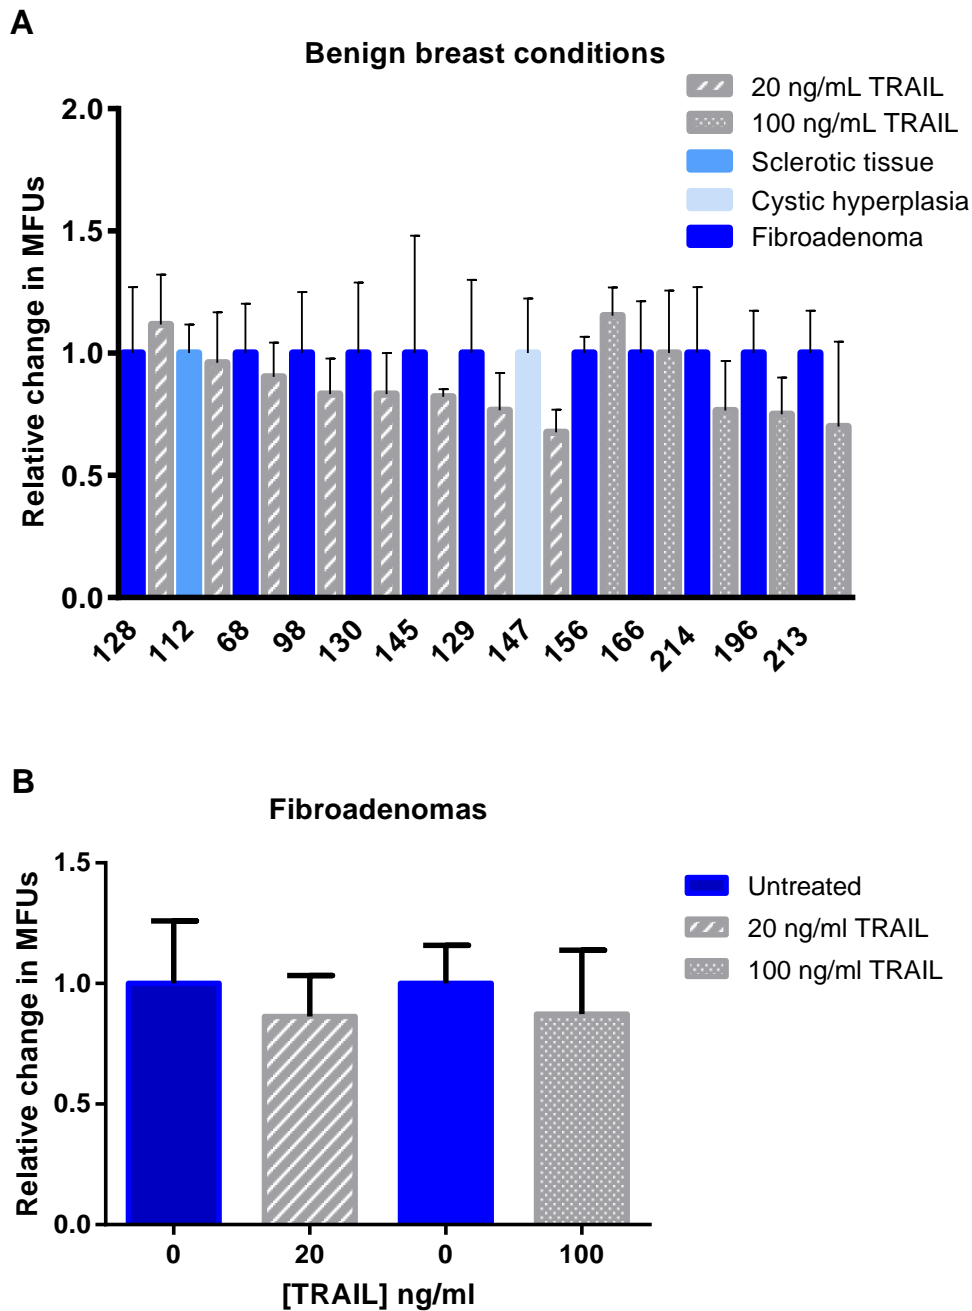 A
Benign breast conditions
20 ng/mL TRAIL
100 ng/mL TRAIL
Sclerotic tissue
Cystic hyperplasia
Fibroadenoma
Relative change in MFUs
2.0
1.5
1.0
0.5
0.0
128 112 68 98 130 145 129 147 156 166 214 196 213
B
Fibroadenomas
Untreated
20 ng/ml TRAIL
100 ng/ml TRAIL
Relative change in MFUs
1.5
1.0
0.5
0.0
0 20 0 100
[TRAIL] ng/ml